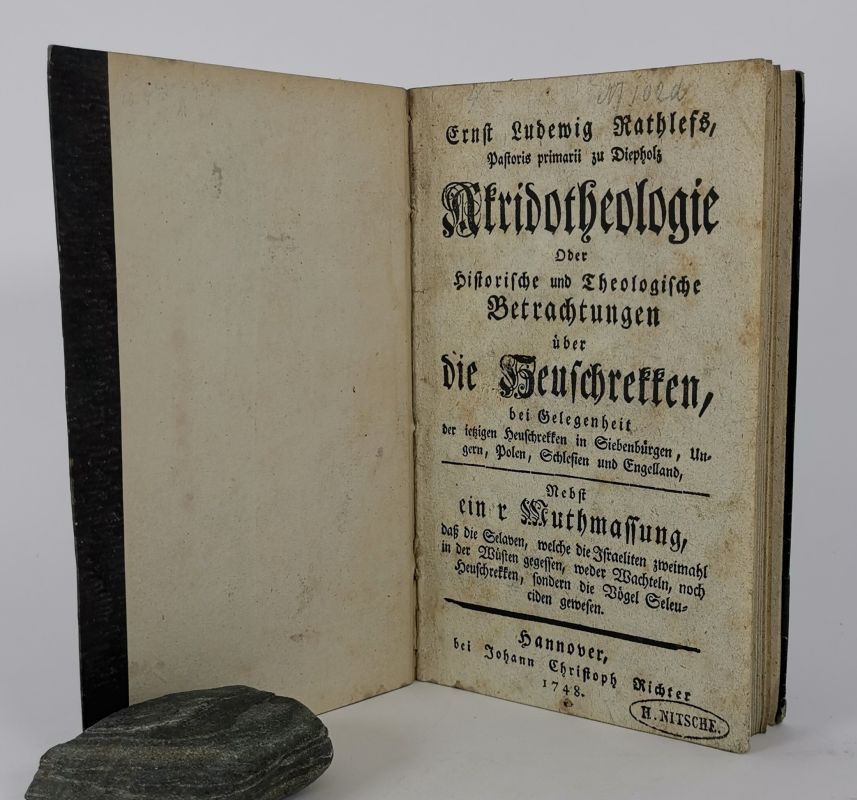 Ernst Ludewig Rathlefs,
Pastoris primarii zu Diepholz
Akridotheologie
Oder
Historische und Theologische
Betrachtungen
über
die Heuschrekken,
bei Gelegenheit
der ietzigen Heuschrekken in Siebenbürgen, Un-
gern, Polen, Schlesien und Engelland,
Nebst
ein r Muthmassung,
daß die Selaven, welche die Israeliten zweimahl
in der Wüsten gegessen, weder Wachteln, noch
Heuschrekken, sondern die Vögel Seleu-
ciden gewesen.
Hannover,
bei Johann Christoph Richter
1748.
H. NITSCHE.